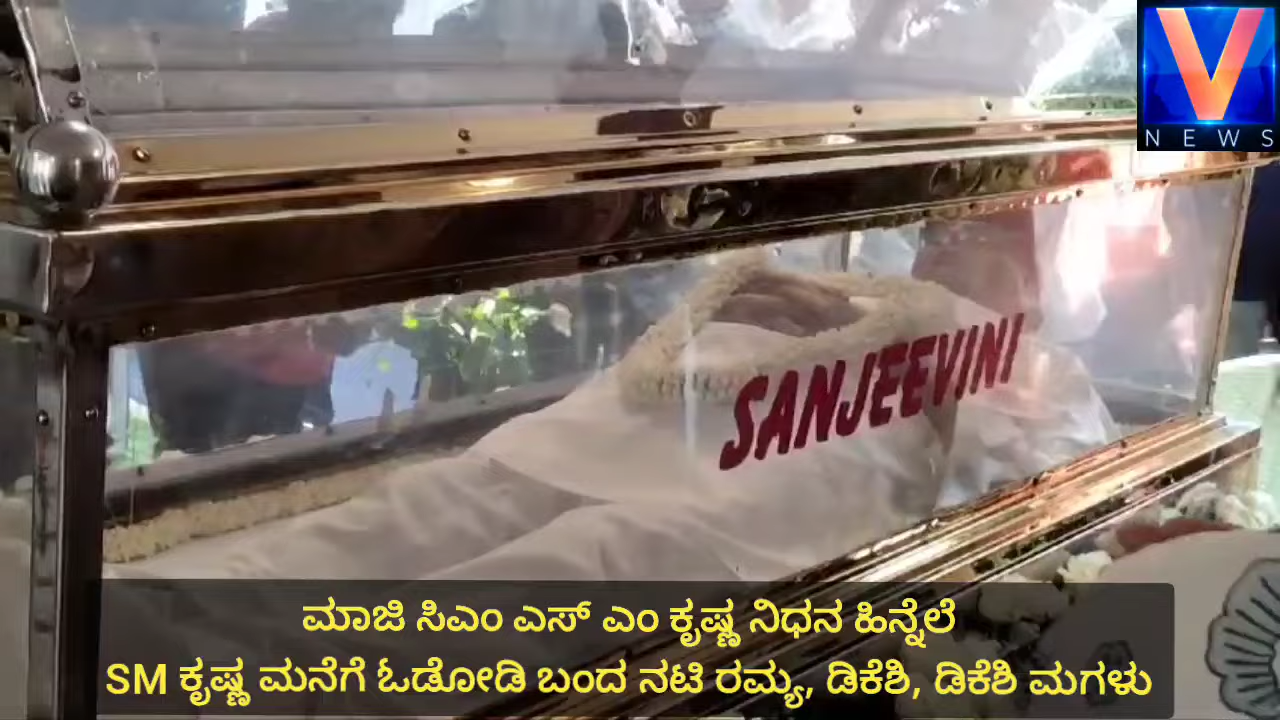 V
NEWS
SANJEEVINI
ಮಾಜಿ ಸಿಎಂ ಎಸ್ ಎಂ ಕೃಷ್ಣ ನಿಧನ ಹಿನ್ನೆಲೆ
SM ಕೃಷ್ಣ ಮನೆಗೆ ಓಡೋಡಿ ಬಂದ ನಟಿ ರಮ್ಯ, ಡಿಕೆಶಿ, ಡಿಕೆಶಿ ಮಗಳು